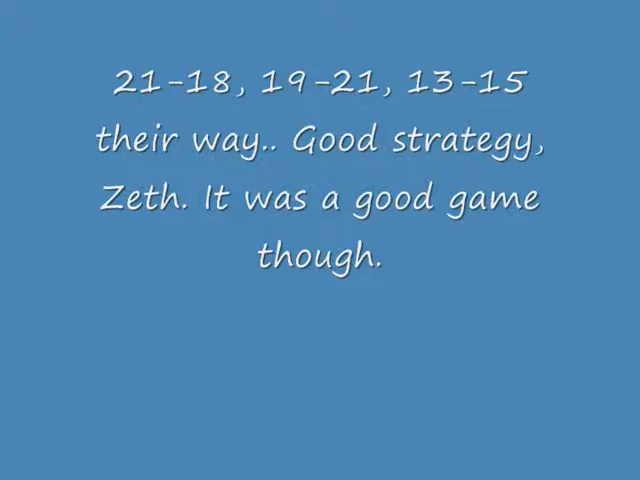 21-18, 19-21, 13-15
their way.. Good strategy,
Zeth. It was a good game
though.